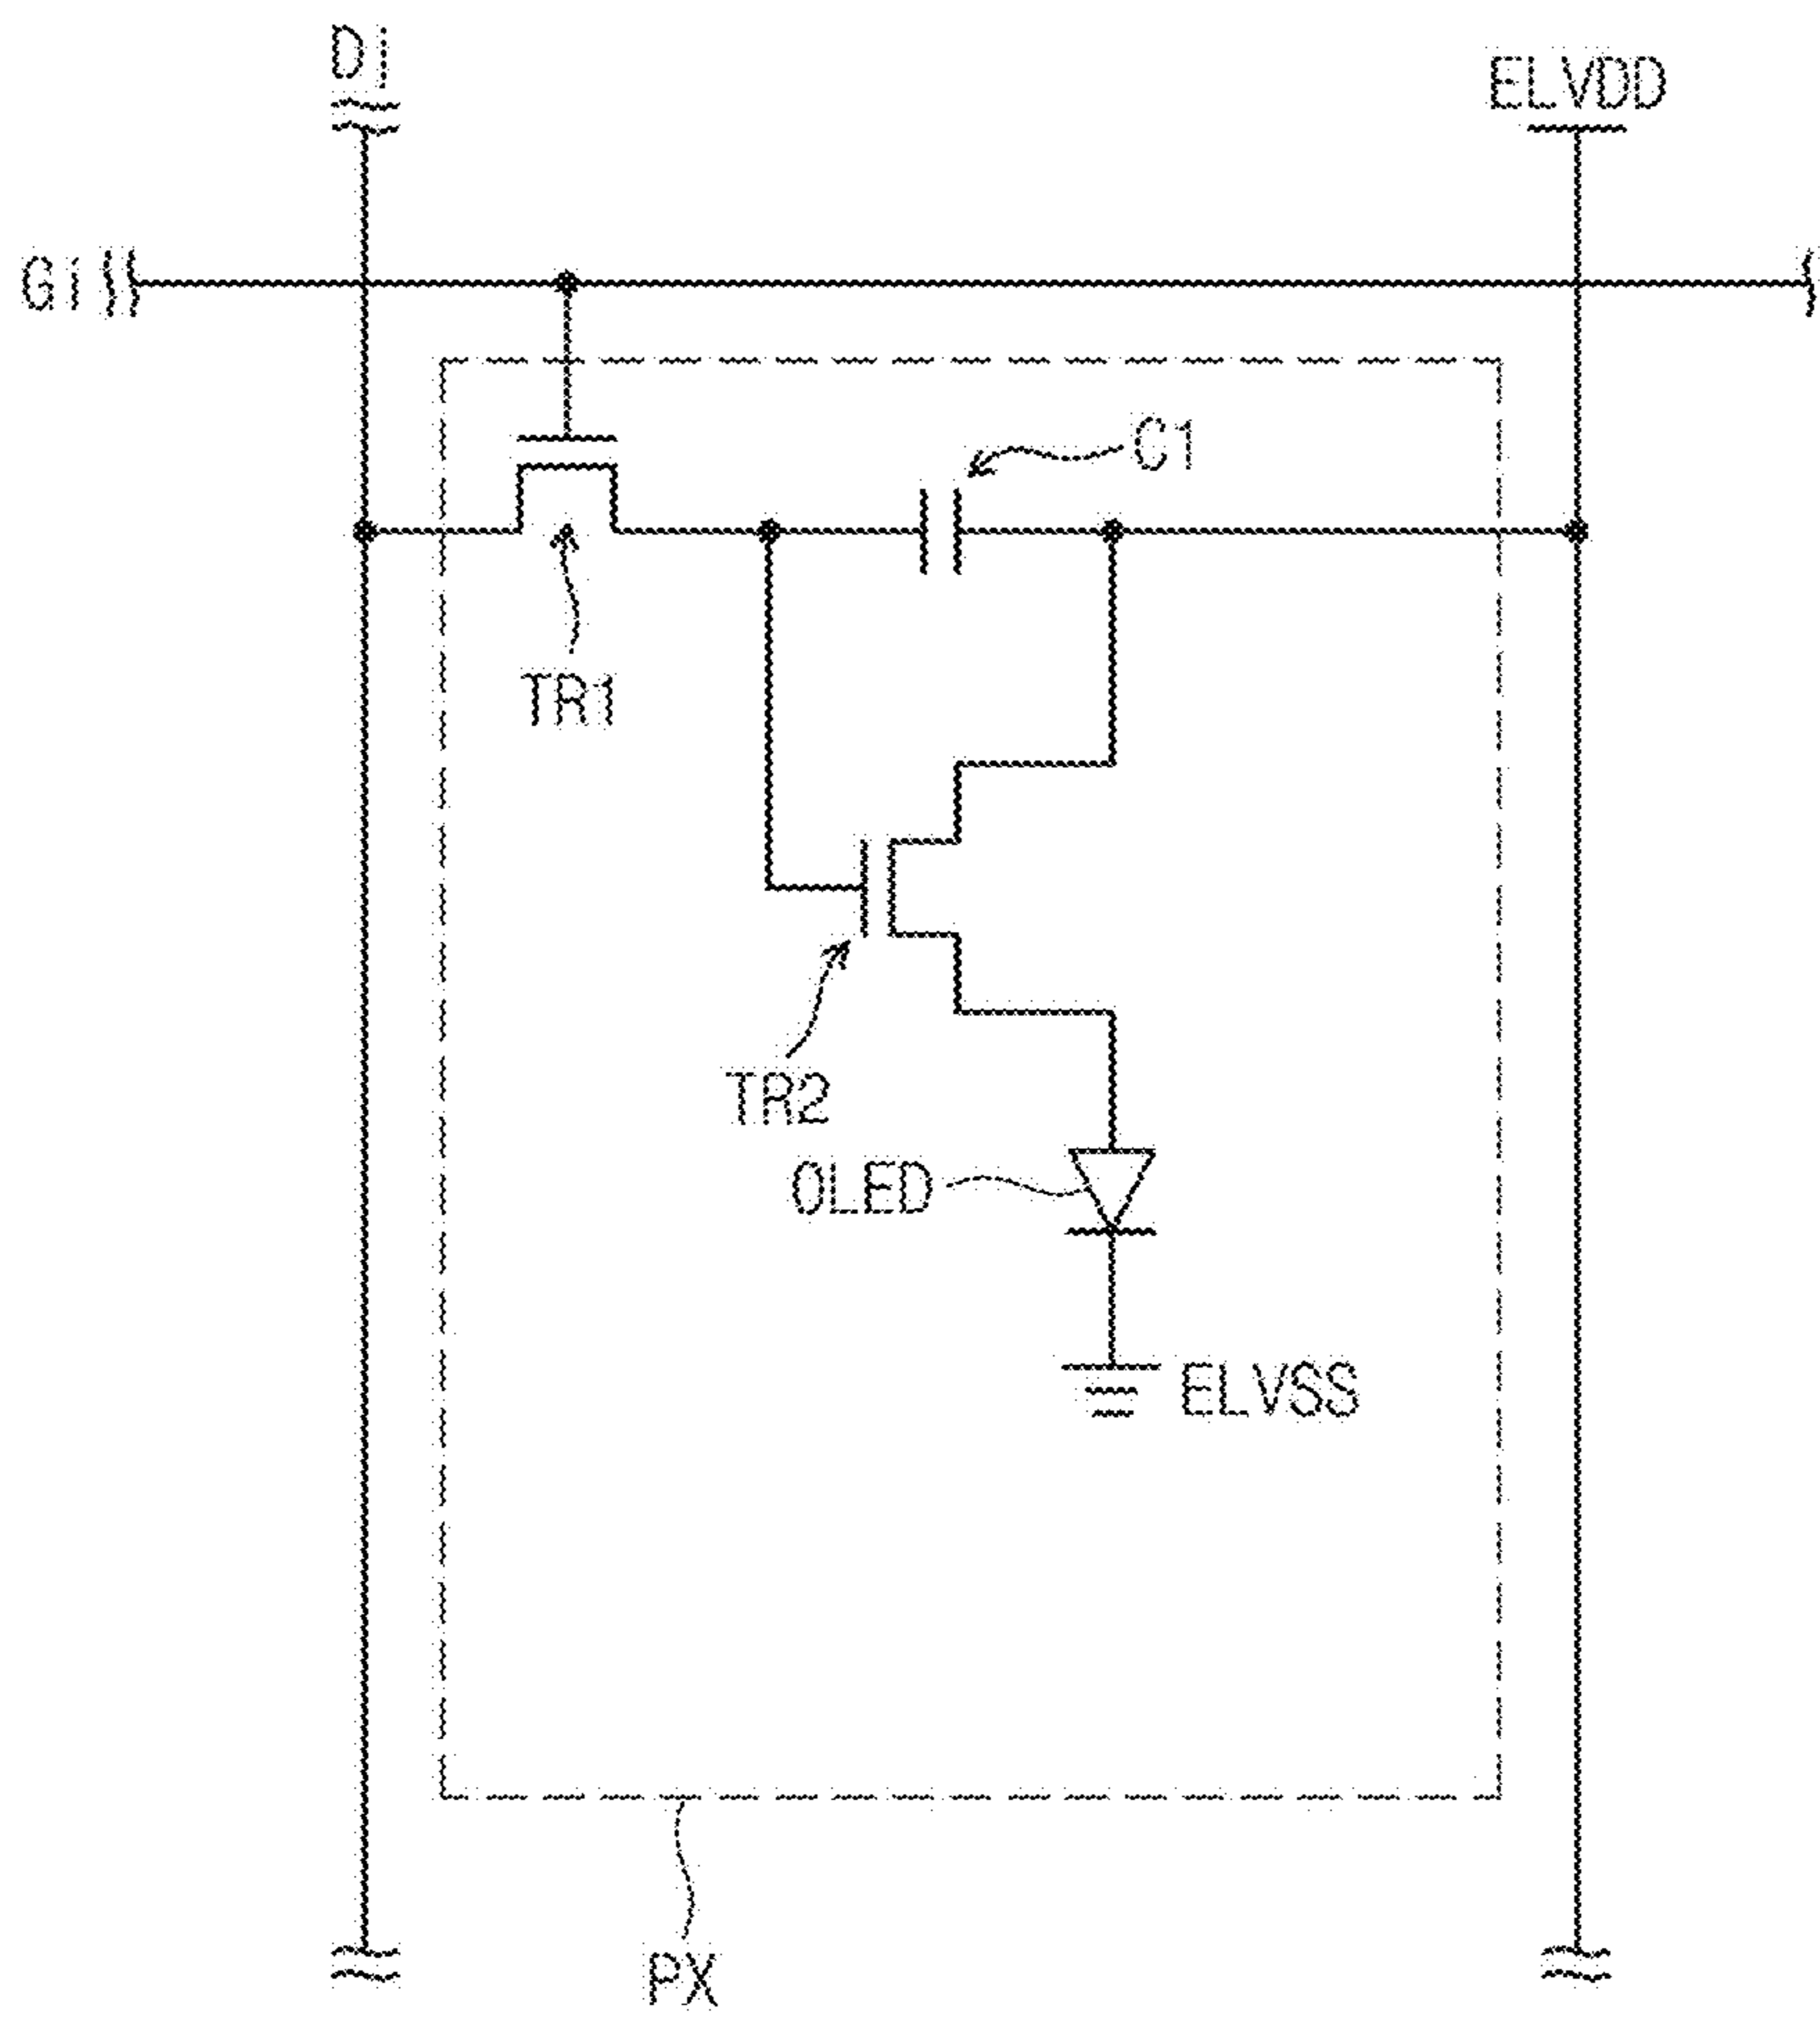 Dj
ELVDD
Gi
C1
TR1
TR2
OLED
ELVSS
PX